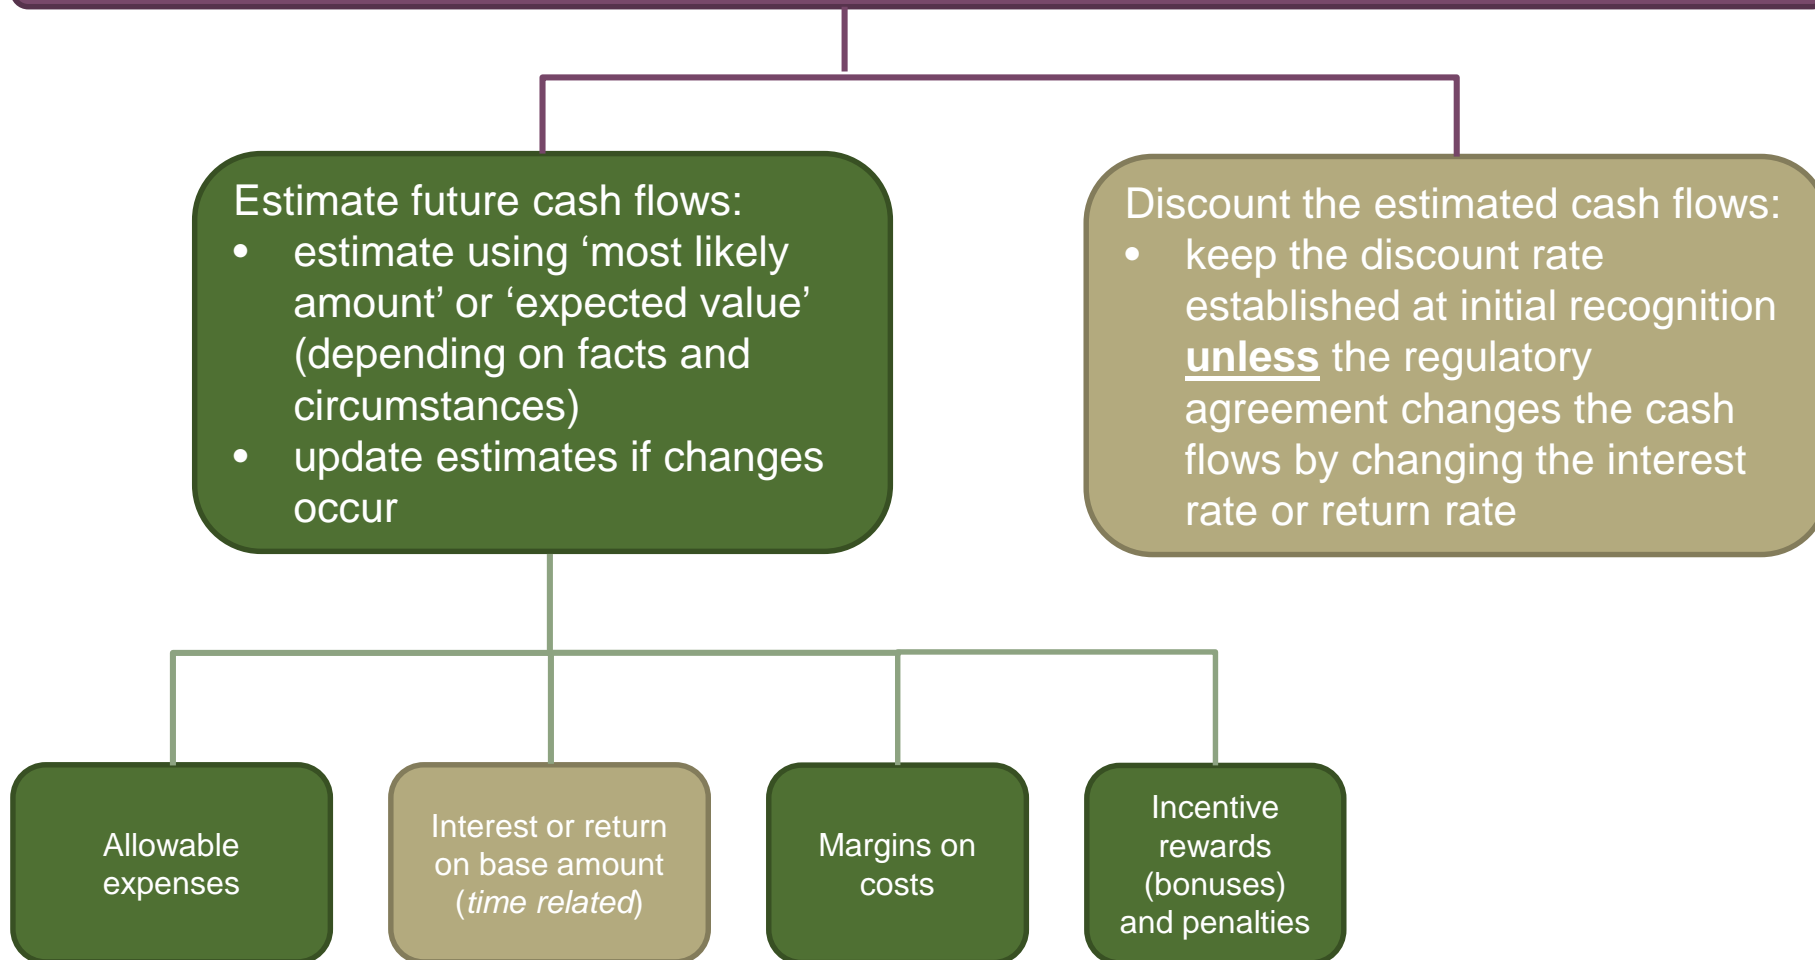 Estimate future cash flows:
• estimate using ‘most likely
amount’ or ‘expected value’
(depending on facts and
circumstances)
• update estimates if changes
occur
Discount the estimated cash flows:
• keep the discount rate
established at initial recognition
unless the regulatory
agreement changes the cash
flows by changing the interest
rate or return rate
Allowable
expenses
Interest or return
on base amount
(time related)
Margins on
costs
Incentive
rewards
(bonuses)
and penalties